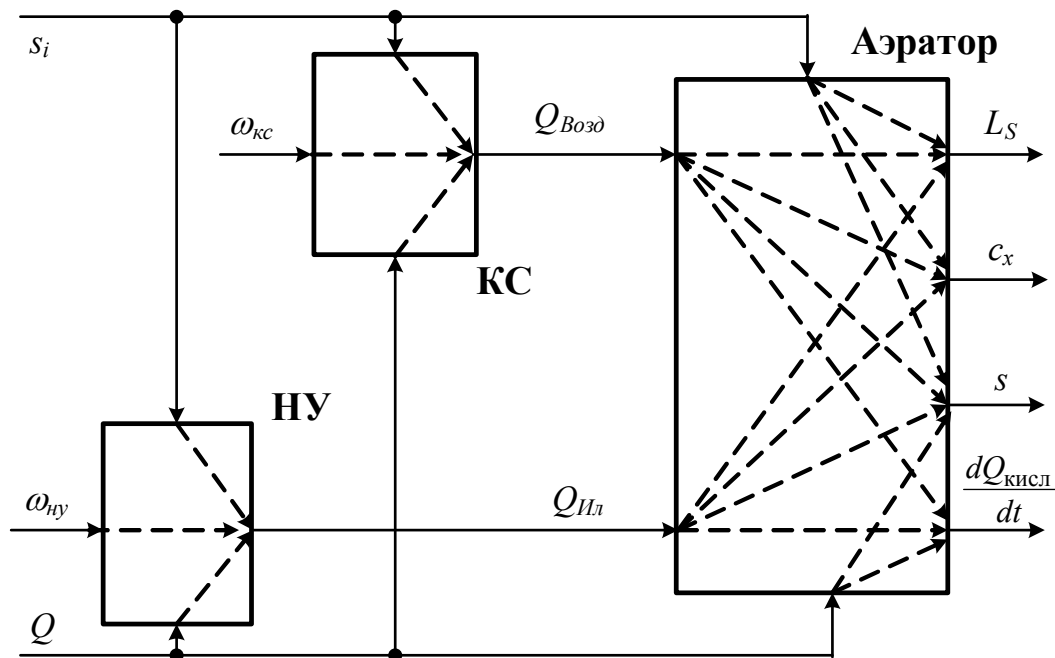 s_i
Аэратор
ω_кс
Q_Возд
L_S
КС
c_x
НУ
s
ω_ну
Q_Ил
dQ_кисл
dt
Q